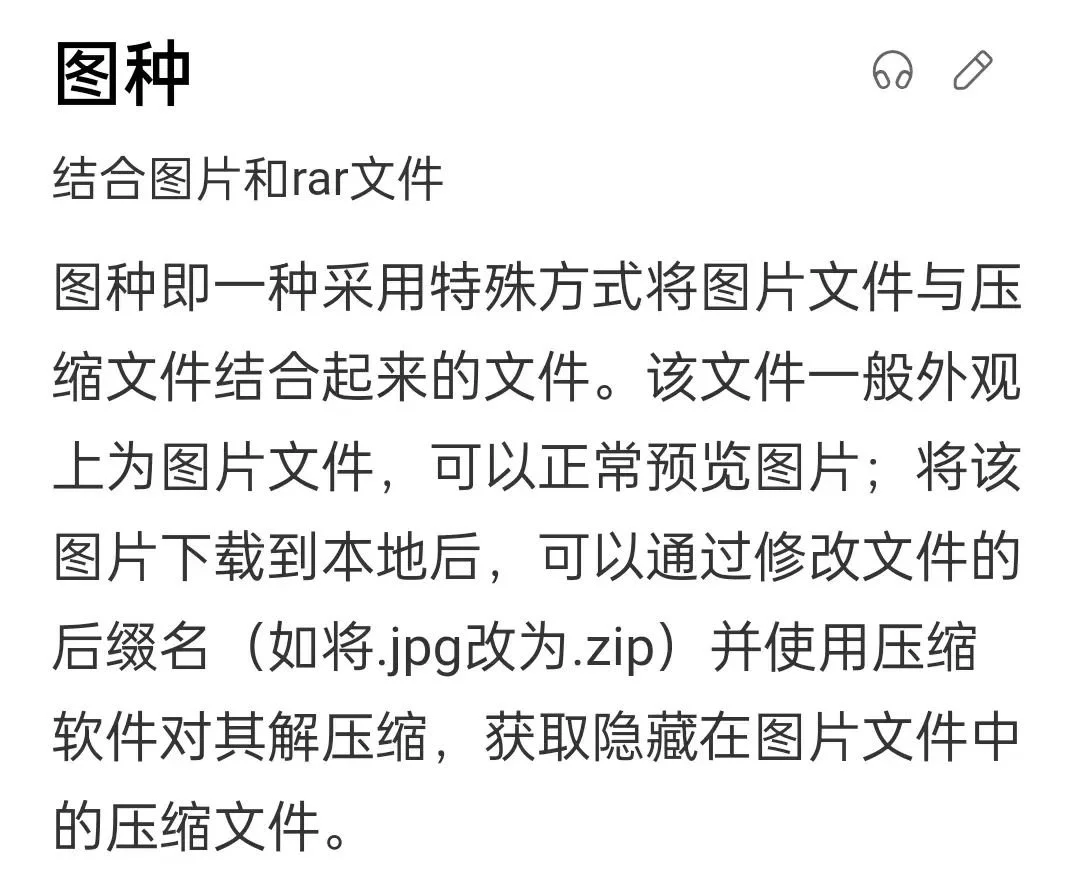 图种
结合图片和rar文件
图种即一种采用特殊方式将图片文件与压
缩文件结合起来的文件。该文件一般外观
上为图片文件，可以正常预览图片；将该
图片下载到本地后，可以通过修改文件的
后缀名（如将.jpg改为.zip）并使用压缩
软件对其解压缩，获取隐藏在图片文件中
的压缩文件。